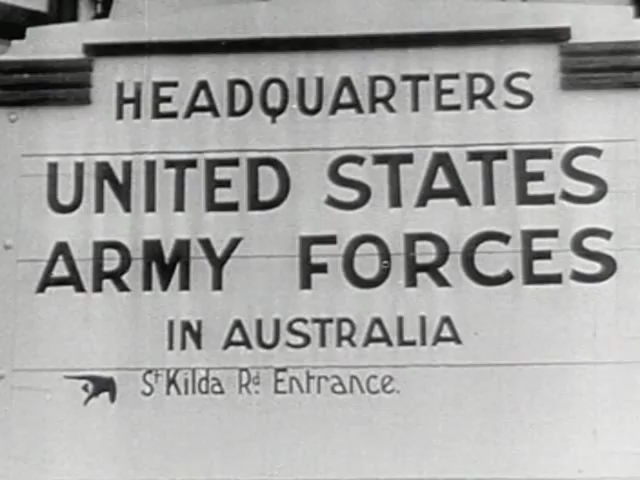 HEADQUARTERS
UNITED STATES
ARMY FORCES
IN AUSTRALIA
St Kilda Rd Entrance.